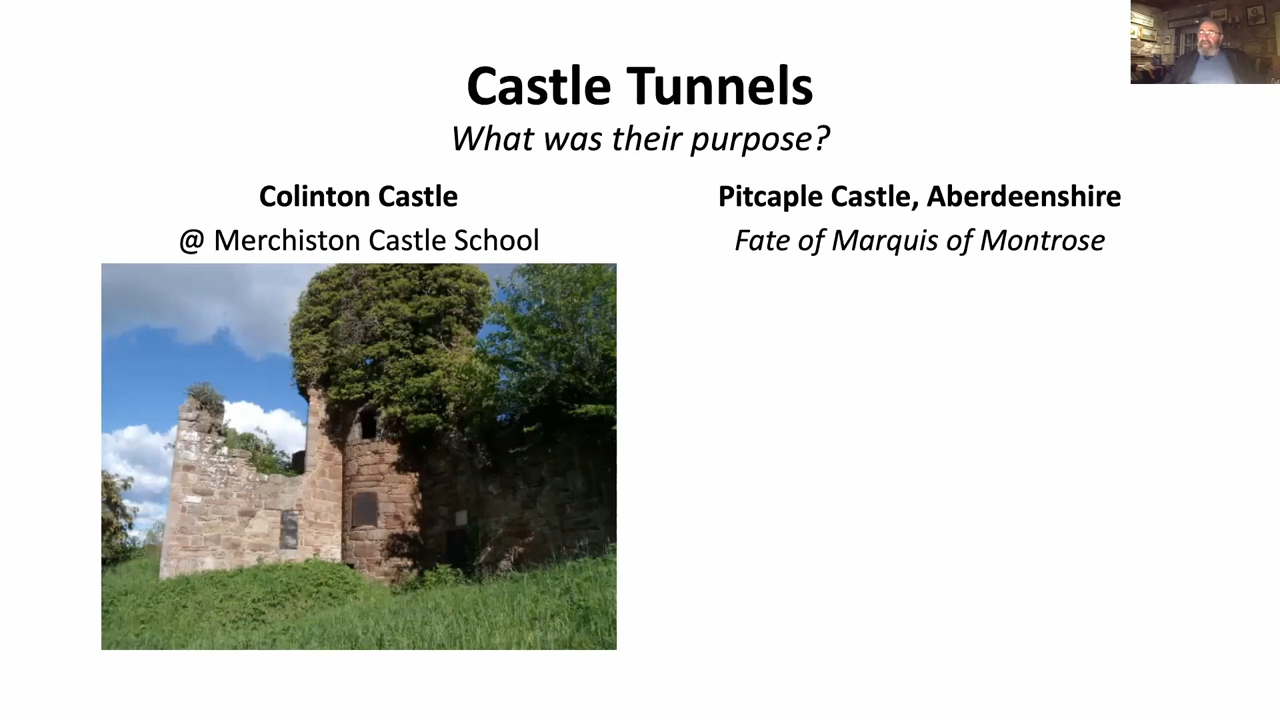 Castle Tunnels
What was their purpose?
Colinton Castle
@ Merchiston Castle School
Pitcaple Castle, Aberdeenshire
Fate of Marquis of Montrose